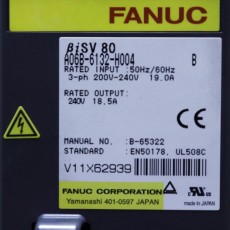 FANUC
βiSV 80
A06B-6132-H004 B
RATED INPUT :50Hz/60Hz
3-ph 200V-240V 19.0A
RATED OUTPUT:
240V 18.5A
MANUAL NO. :B-65322
STANDARD :EN50178, UL508C
V11X62939
FANUC CORPORATION
Yamanashi 401-0597 JAPAN
CE
c UL US
made in JAPAN